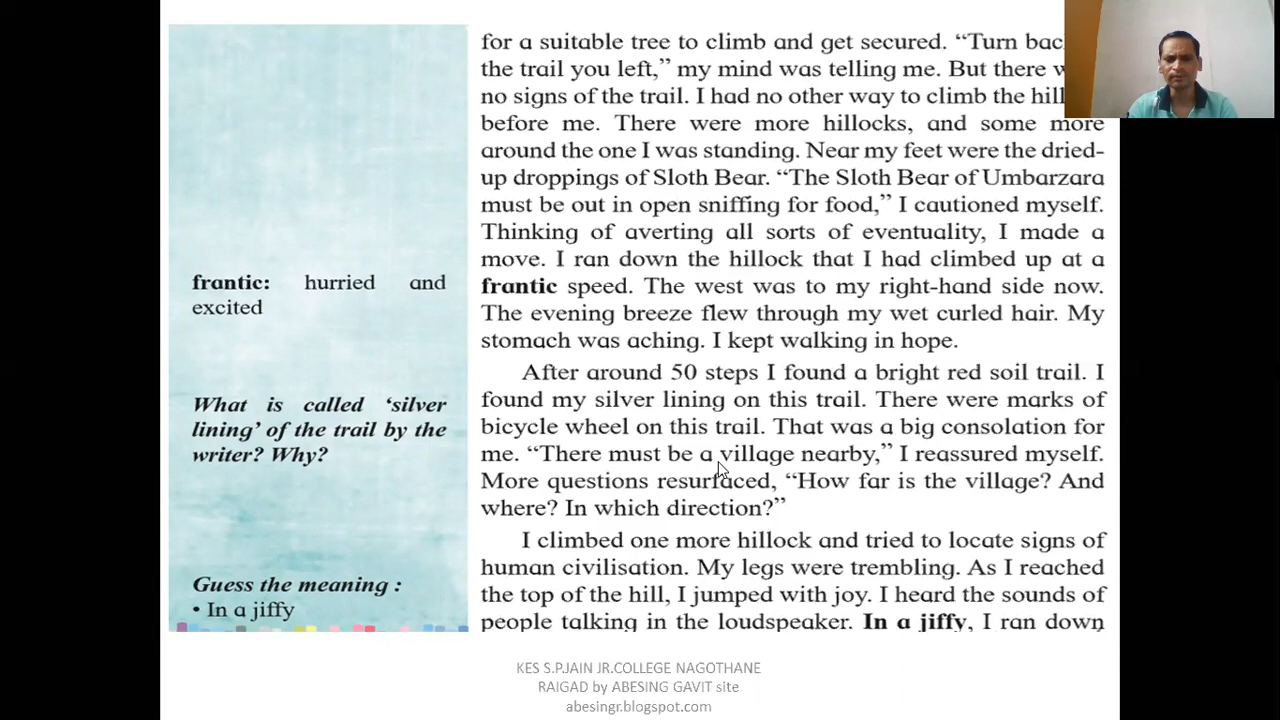 for a suitable tree to climb and get secured. “Turn
the trail you left,” my mind was telling me. But there
no signs of the trail. I had no other way to climb the
before me. There were more hillocks, and some more
around the one I was standing. Near my feet were the dried-
up droppings of Sloth Bear. “The Sloth Bear of Umbarzara
must be out in open sniffing for food,” I cautioned myself.
Thinking of averting all sorts of eventuality, I made a
move. I ran down the hillock that I had climbed up at a
frantic speed. The west was to my right-hand side now.
The evening breeze flew through my wet curled hair. My
stomach was aching. I kept walking in hope.
After around 50 steps I found a bright red soil trail. I
found my silver lining on this trail. There were marks of
bicycle wheel on this trail. That was a big consolation for
me. “There must be a village nearby,” I reassured myself.
More questions resurfaced, “How far is the village? And
where? In which direction?”
I climbed one more hillock and tried to locate signs of
human civilisation. My legs were trembling. As I reached
the top of the hill, I jumped with joy. I heard the sounds of
people talking in the loudspeaker. In a jiffy, I ran down
frantic: hurried and
excited
What is called ‘silver
lining’ of the trail by the
writer? Why?
Guess the meaning :
• In a jiffy
KES S.P.JAIN JR.COLLEGE NAGOTHANE
RAIGAD by ABESING GAVIT site
abesingr.blogspot.com